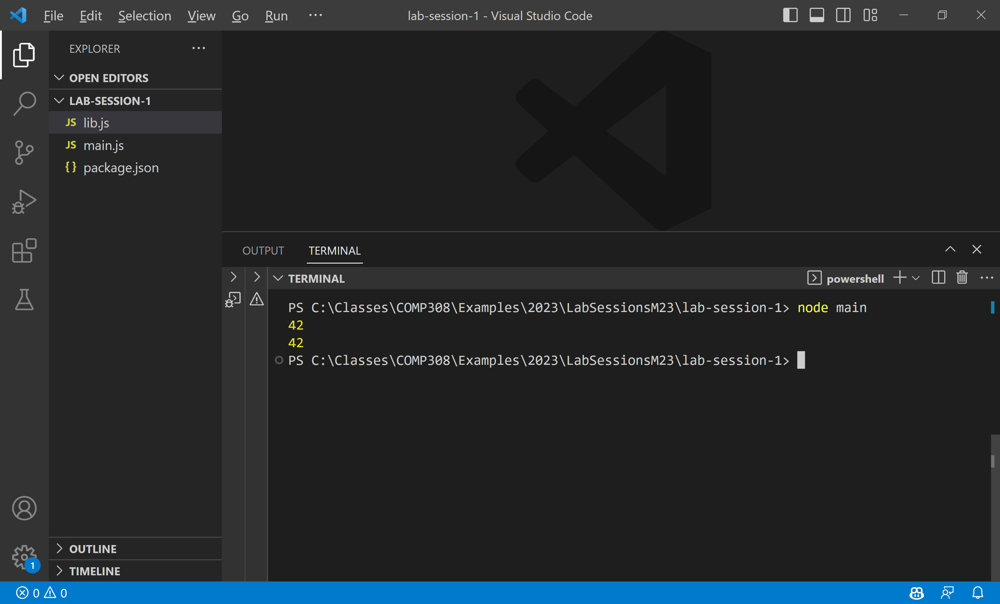 File Edit Selection View Go Run ··· lab-session-1 - Visual Studio Code
EXPLORER ···
OPEN EDITORS
LAB-SESSION-1
JS lib.js
JS main.js
{} package.json
OUTLINE
TIMELINE
OUTPUT TERMINAL
TERMINAL powershell ···
PS C:\Classes\COMP308\Examples\2023\LabSessionsM23\lab-session-1> node main
42
42
PS C:\Classes\COMP308\Examples\2023\LabSessionsM23\lab-session-1>
1
0 0